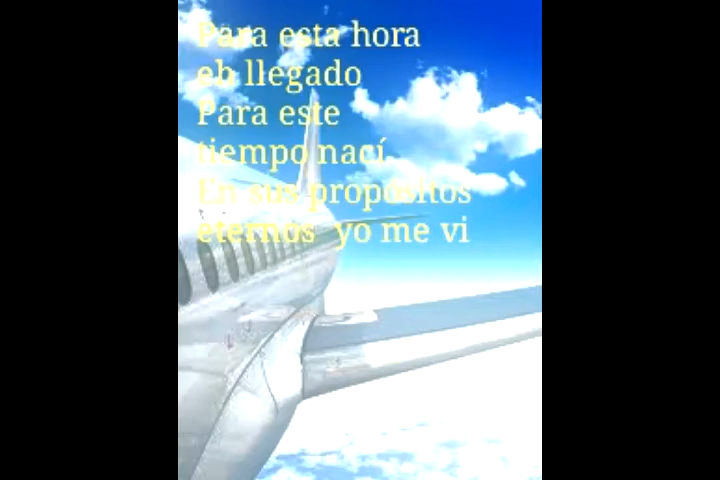 Para esta hora
eh llegado
Para este
tiempo nací
En sus propósitos
eternos yo me vi